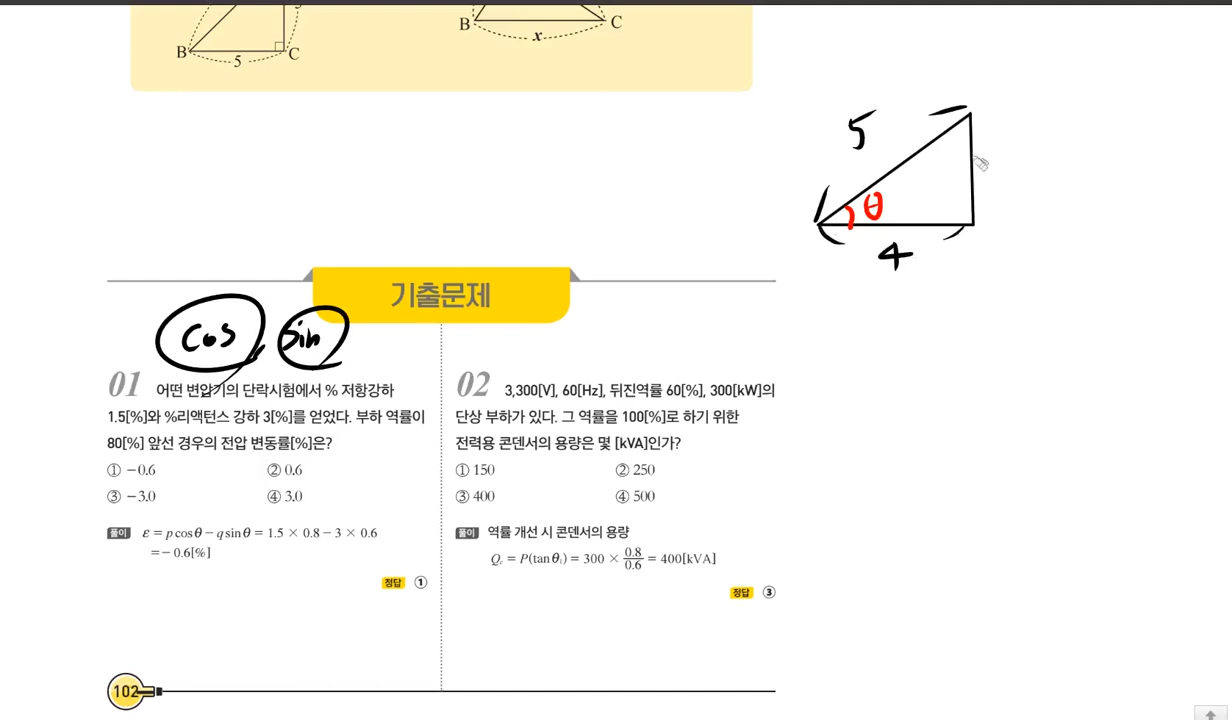 B
5
C
B
x
C
5
θ
4
기출문제
cos
sin
01 어떤 변압기의 단락시험에서 % 저항강하
1.5[%]와 %리액턴스 강하 3[%]를 얻었다. 부하 역률이
80[%] 앞선 경우의 전압 변동률[%]은?
① −0.6 ② 0.6
③ −3.0 ④ 3.0
풀이 ε = p cosθ − q sinθ = 1.5 × 0.8 − 3 × 0.6
= − 0.6[%]
정답 ①
02 3,300[V], 60[Hz], 뒤진역률 60[%], 300[kW]의
단상 부하가 있다. 그 역률을 100[%]로 하기 위한
전력용 콘덴서의 용량은 몇 [kVA]인가?
① 150 ② 250
③ 400 ④ 500
풀이 역률 개선 시 콘덴서의 용량
Qc = P(tan θ₁) = 300 × 0.8/0.6 = 400[kVA]
정답 ③
102